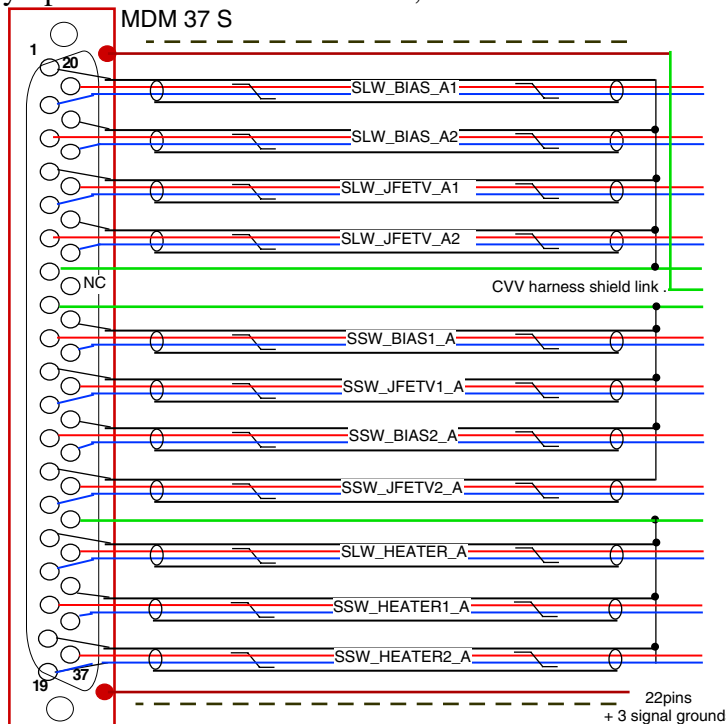 MDM 37 S
1
20
SLW_BIAS_A1
SLW_BIAS_A2
SLW_JFETV_A1
SLW_JFETV_A2
NC
CVV harness shield link .
SSW_BIAS1_A
SSW_JFETV1_A
SSW_BIAS2_A
SSW_JFETV2_A
SLW_HEATER_A
SSW_HEATER1_A
SSW_HEATER2_A
37
19
22pins
+ 3 signal ground